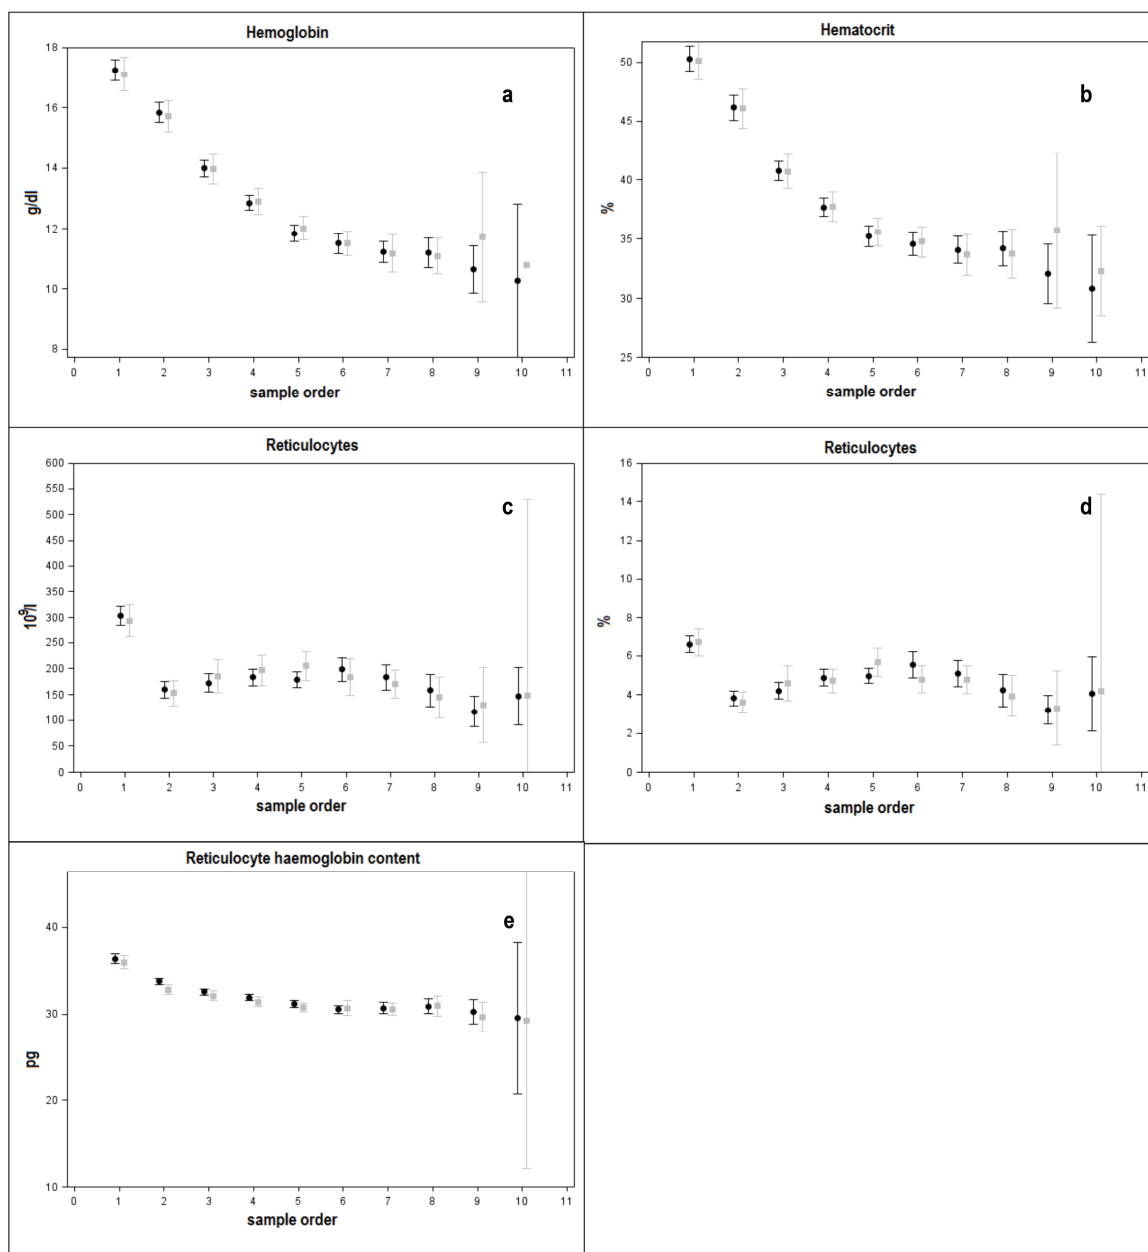 Hemoglobin
a
18
16
14
12
10
8
g/dl
0 1 2 3 4 5 6 7 8 9 10 11
sample order
Hematocrit
b
50
45
40
35
30
25
%
0 1 2 3 4 5 6 7 8 9 10 11
sample order
Reticulocytes
c
600
550
500
450
400
350
300
250
200
150
100
50
0
10⁹/l
0 1 2 3 4 5 6 7 8 9 10 11
sample order
Reticulocytes
d
16
14
12
10
8
6
4
2
0
%
0 1 2 3 4 5 6 7 8 9 10 11
sample order
Reticulocyte haemoglobin content
e
40
30
20
10
pg
0 1 2 3 4 5 6 7 8 9 10 11
sample order